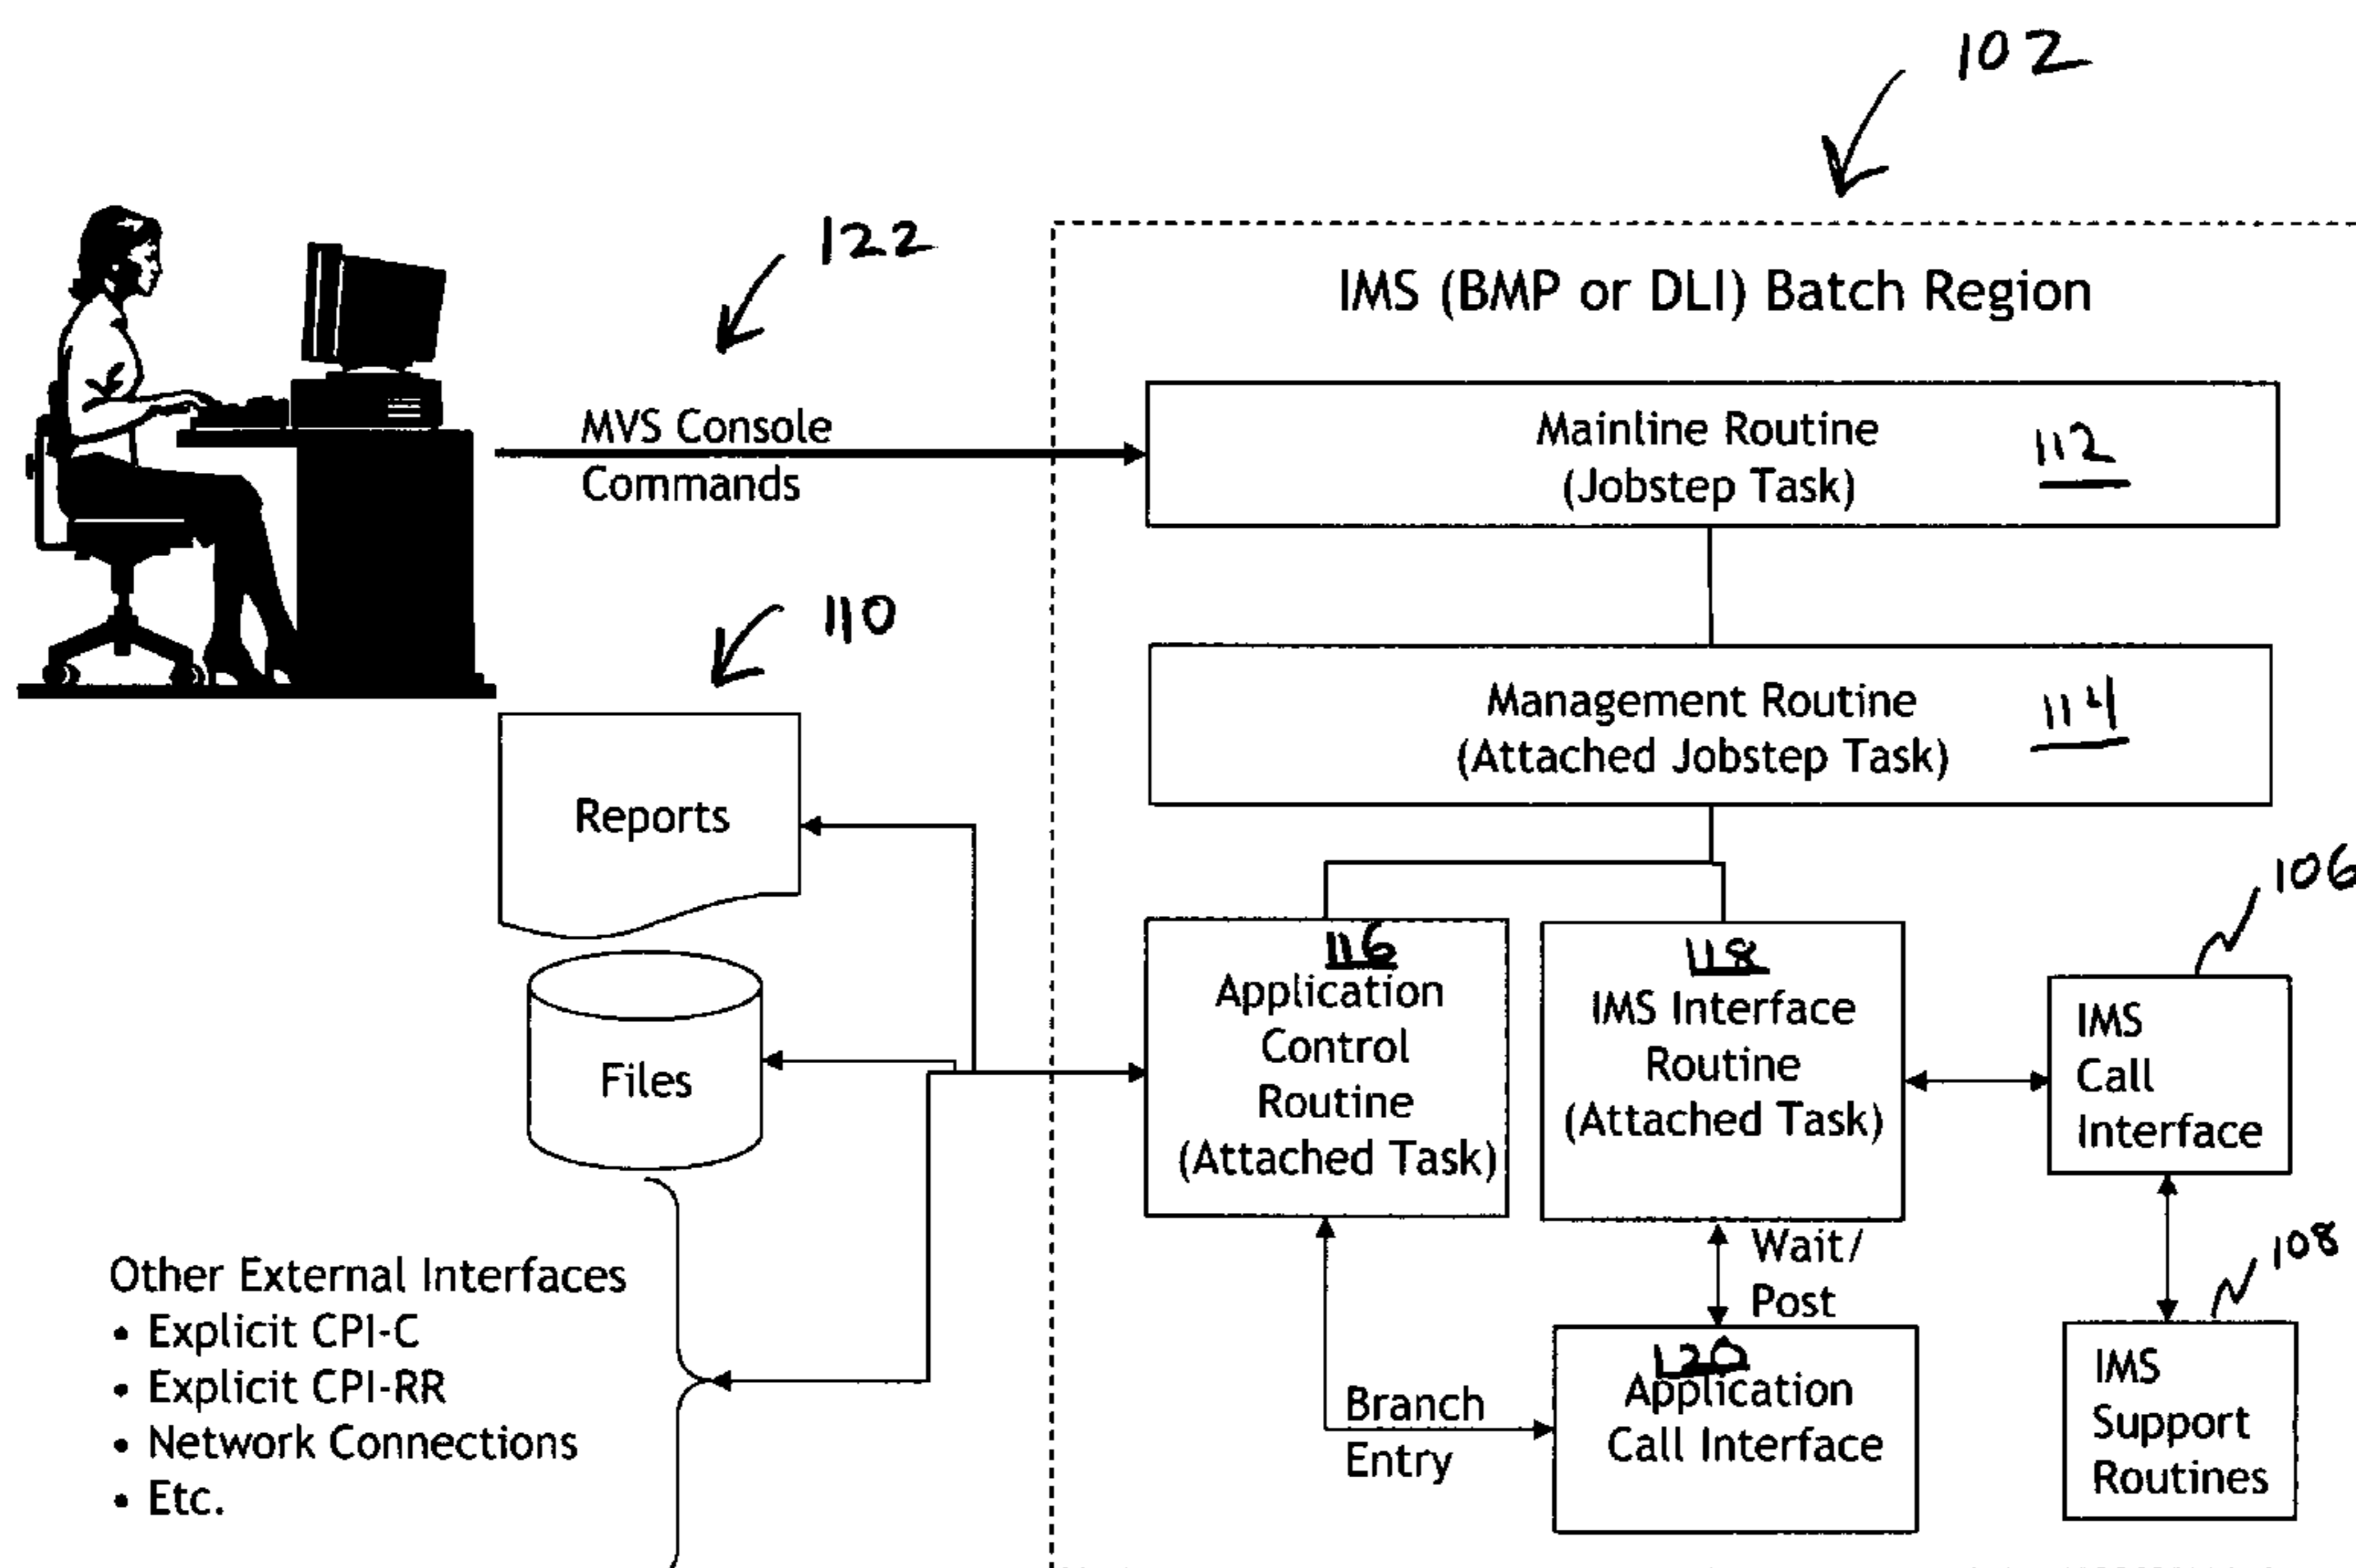 102
122
IMS (BMP or DLI) Batch Region
MVS Console
Commands
Mainline Routine
(Jobstep Task)
112
110
Management Routine
(Attached Jobstep Task)
114
Reports
106
116
Application
Control
Routine
(Attached Task)
118
IMS Interface
Routine
(Attached Task)
IMS
Call
Interface
Files
Wait/
Post
108
Other External Interfaces
• Explicit CPI-C
• Explicit CPI-RR
• Network Connections
• Etc.
Branch
Entry
120
Application
Call Interface
IMS
Support
Routines